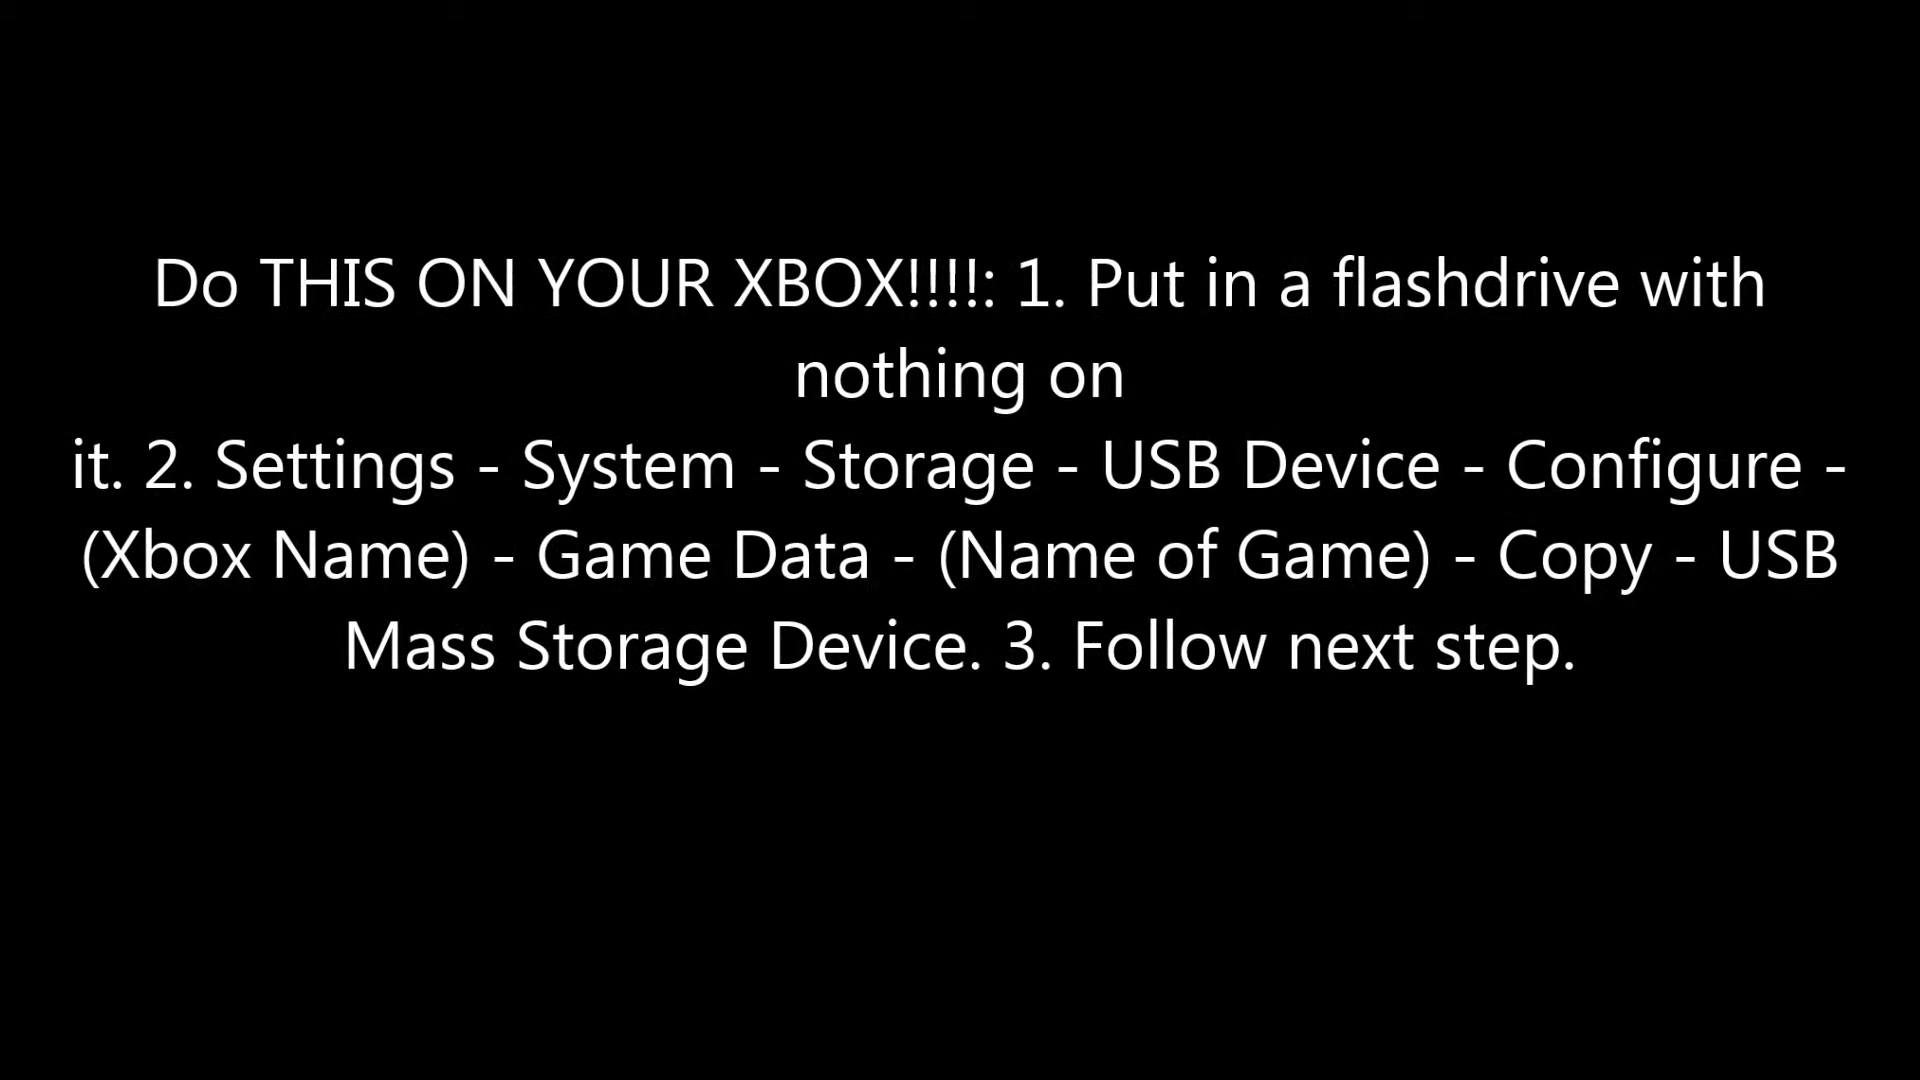 Do THIS ON YOUR XBOX!!!!: 1. Put in a flashdrive with
nothing on
it. 2. Settings - System - Storage - USB Device - Configure -
(Xbox Name) - Game Data - (Name of Game) - Copy - USB
Mass Storage Device. 3. Follow next step.